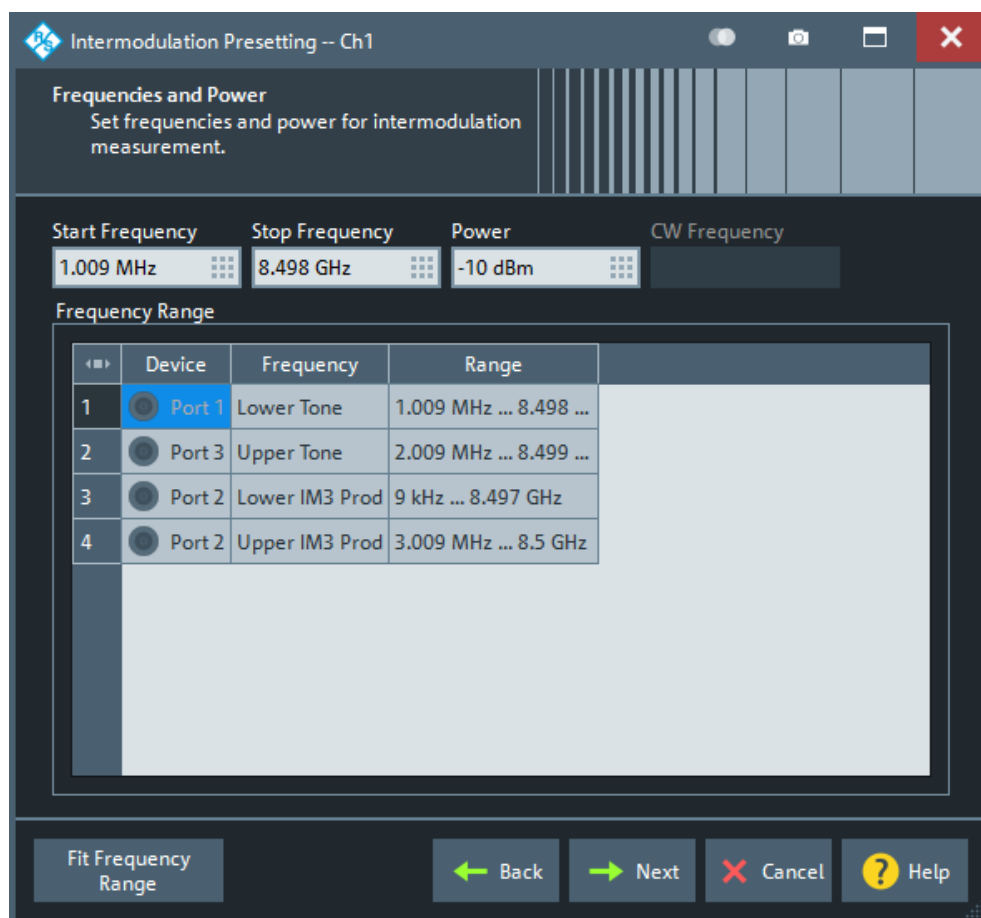 R/S Intermodulation Presetting -- Ch1
Frequencies and Power
Set frequencies and power for intermodulation
measurement.
Start Frequency Stop Frequency Power CW Frequency
1.009 MHz 8.498 GHz -10 dBm
Frequency Range
Device Frequency Range
1 Port 1 Lower Tone 1.009 MHz ... 8.498 ...
2 Port 3 Upper Tone 2.009 MHz ... 8.499 ...
3 Port 2 Lower IM3 Prod 9 kHz ... 8.497 GHz
4 Port 2 Upper IM3 Prod 3.009 MHz ... 8.5 GHz
Fit Frequency
Range
Back Next Cancel ? Help